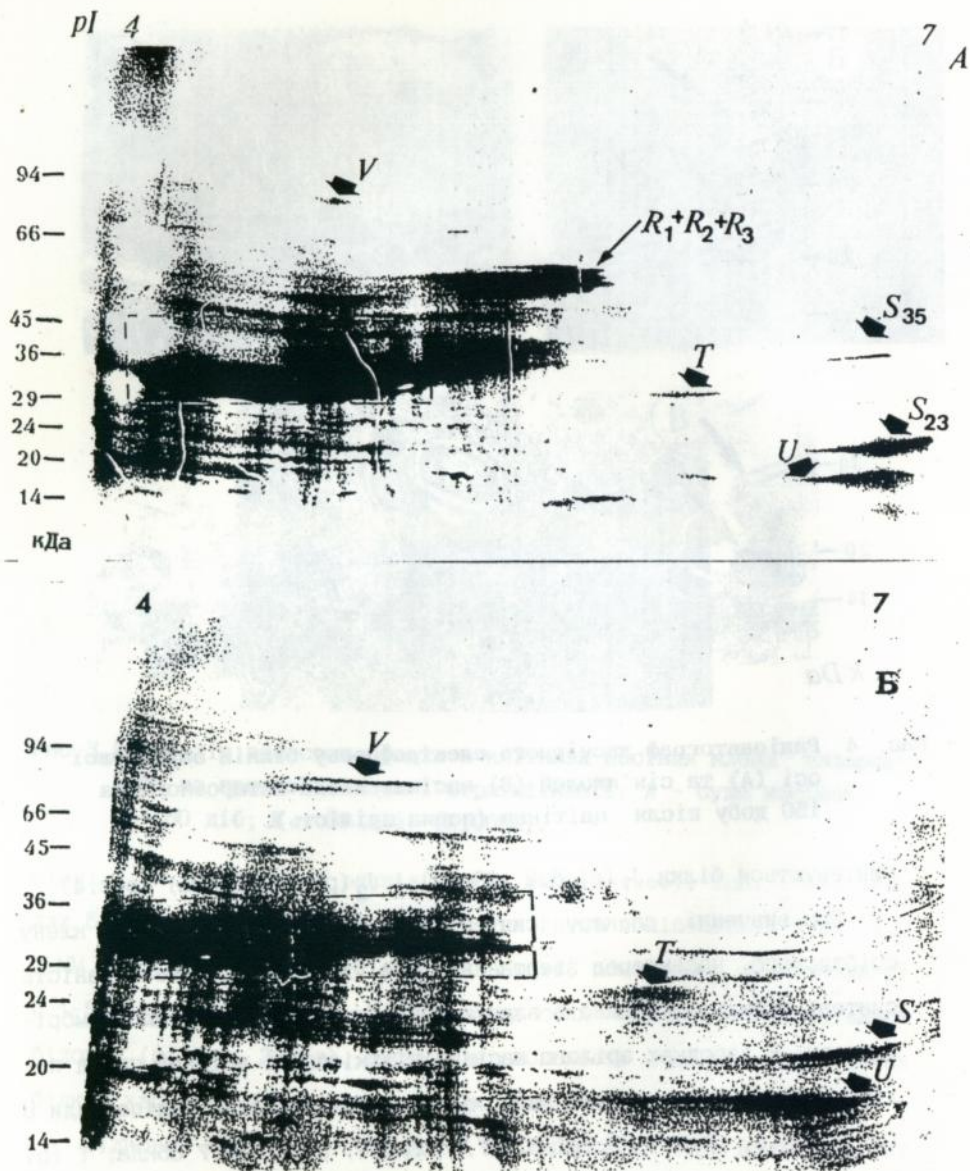 pI 4 7 A
94— V
66— R₁+R₂+R₃
45— S₃₅
36— T
29—
24— S₂₃
20— U
14—
кДа
4 7
Б
94— V
66—
45—
36—
29— T
24— S
20— U
14—